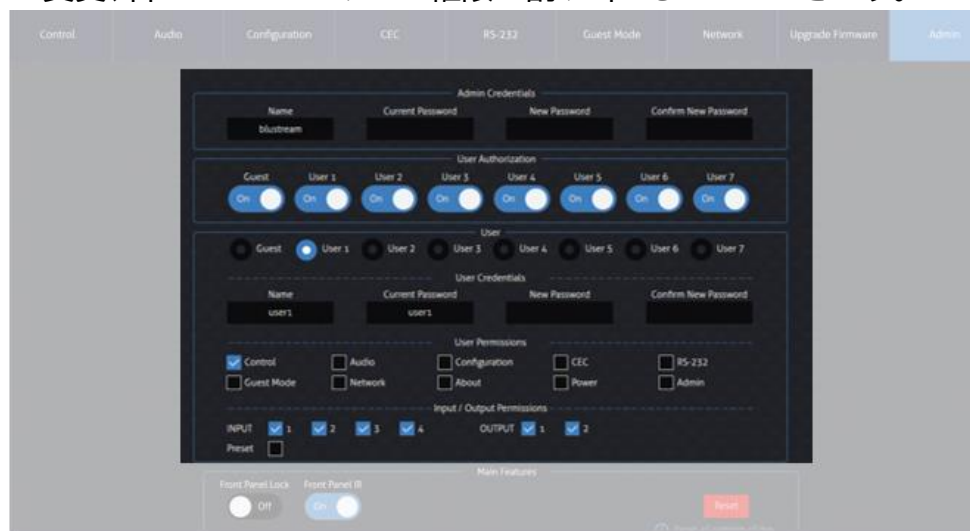 Control Audio Configuration CEC RS-232 Guest Mode Network Upgrade Firmware Admin
Admin Credentials
Name Current Password New Password Confirm New Password
blustream
User Authorization
Guest User 1 User 2 User 3 User 4 User 5 User 6 User 7
On On On On On On On On
User
Guest User 1 User 2 User 3 User 4 User 5 User 6 User 7
User Credentials
Name Current Password New Password Confirm New Password
user1 user1
User Permissions
Control Audio Configuration CEC RS-232
Guest Mode Network About Power Admin
Input / Output Permissions
INPUT 1 2 3 4 OUTPUT 1 2
Preset
Main Features
Front Panel Lock Front Panel IR
Off On Reset